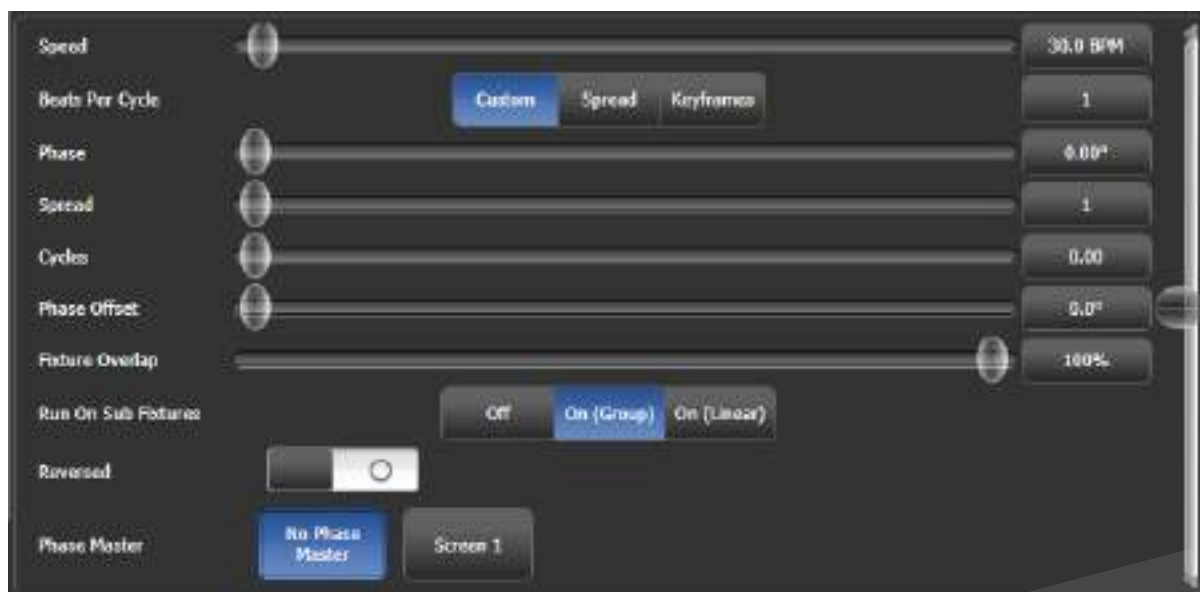 Speed 30.0 BPM
Beats Per Cycle Custom Spread Keyframes 1
Phase 0.00°
Spread 1
Cycles 0.00
Phase Offset 0.0°
Fixture Overlap 100%
Run On Sub Fixtures Off On (Group) On (Linear)
Reversed
Phase Master No Phase Master Screen 1